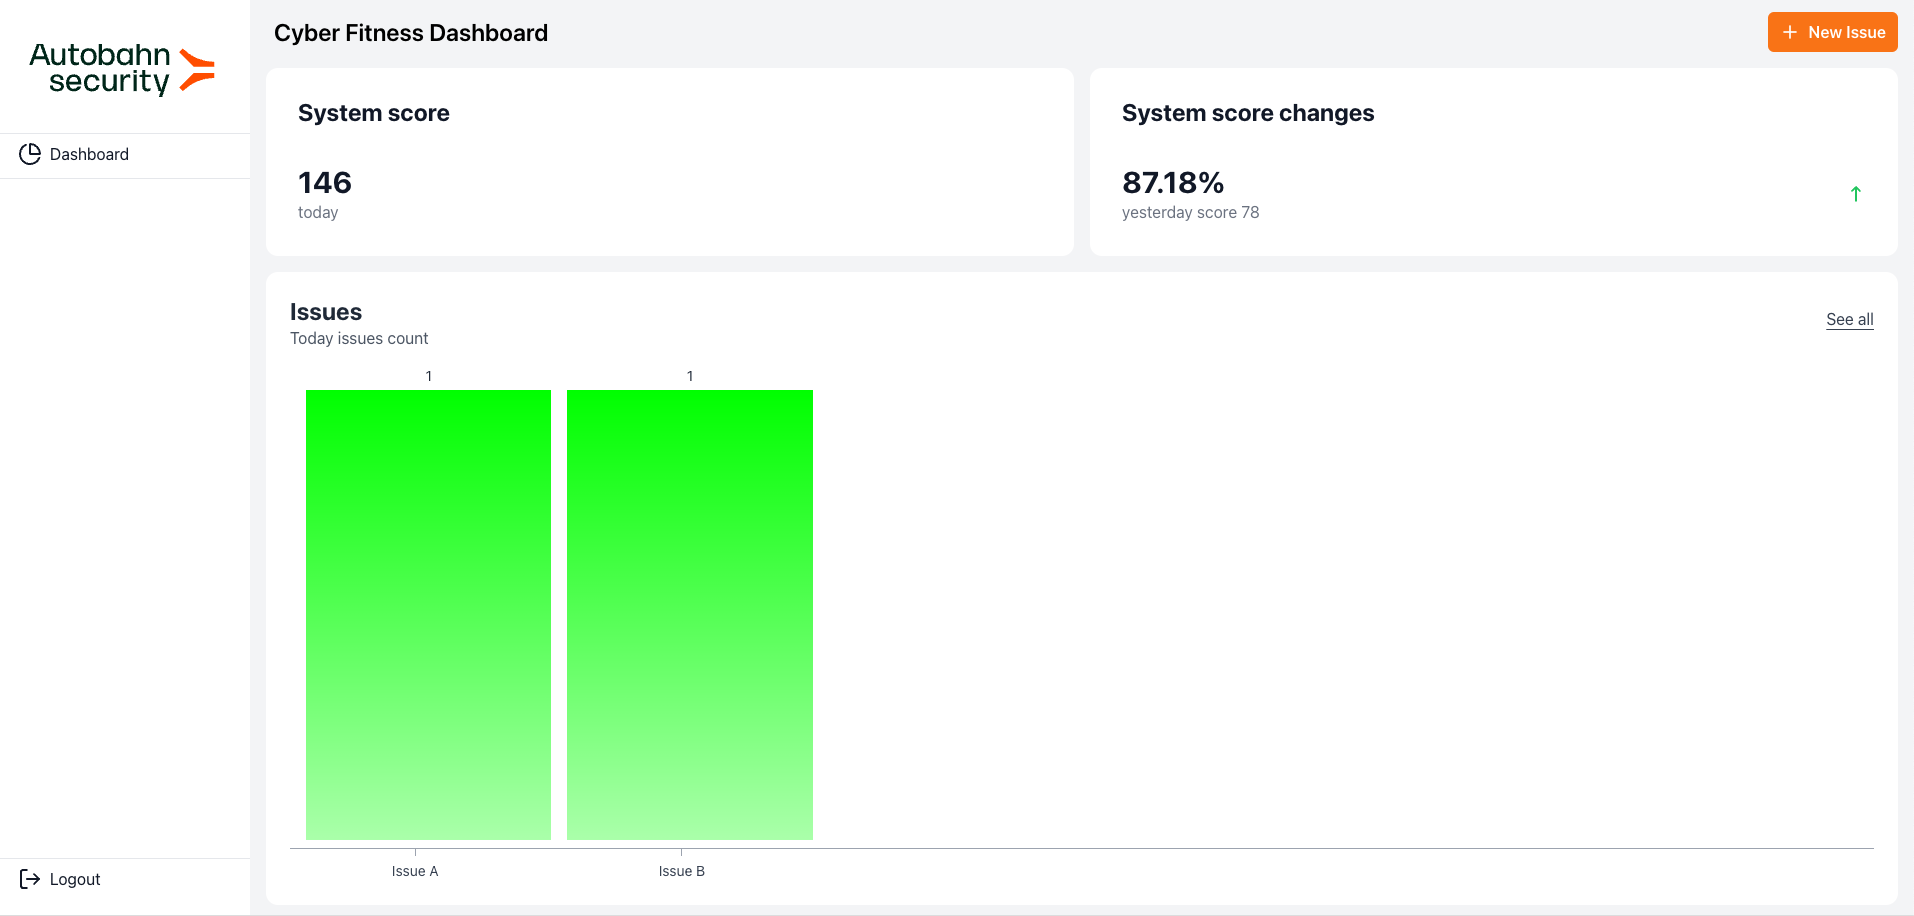 Autobahn
security
Dashboard
Logout
Cyber Fitness Dashboard
New Issue
System score
146
today
System score changes
87.18%
yesterday score 78
Issues
Today issues count
See all
1
1
Issue A
Issue B